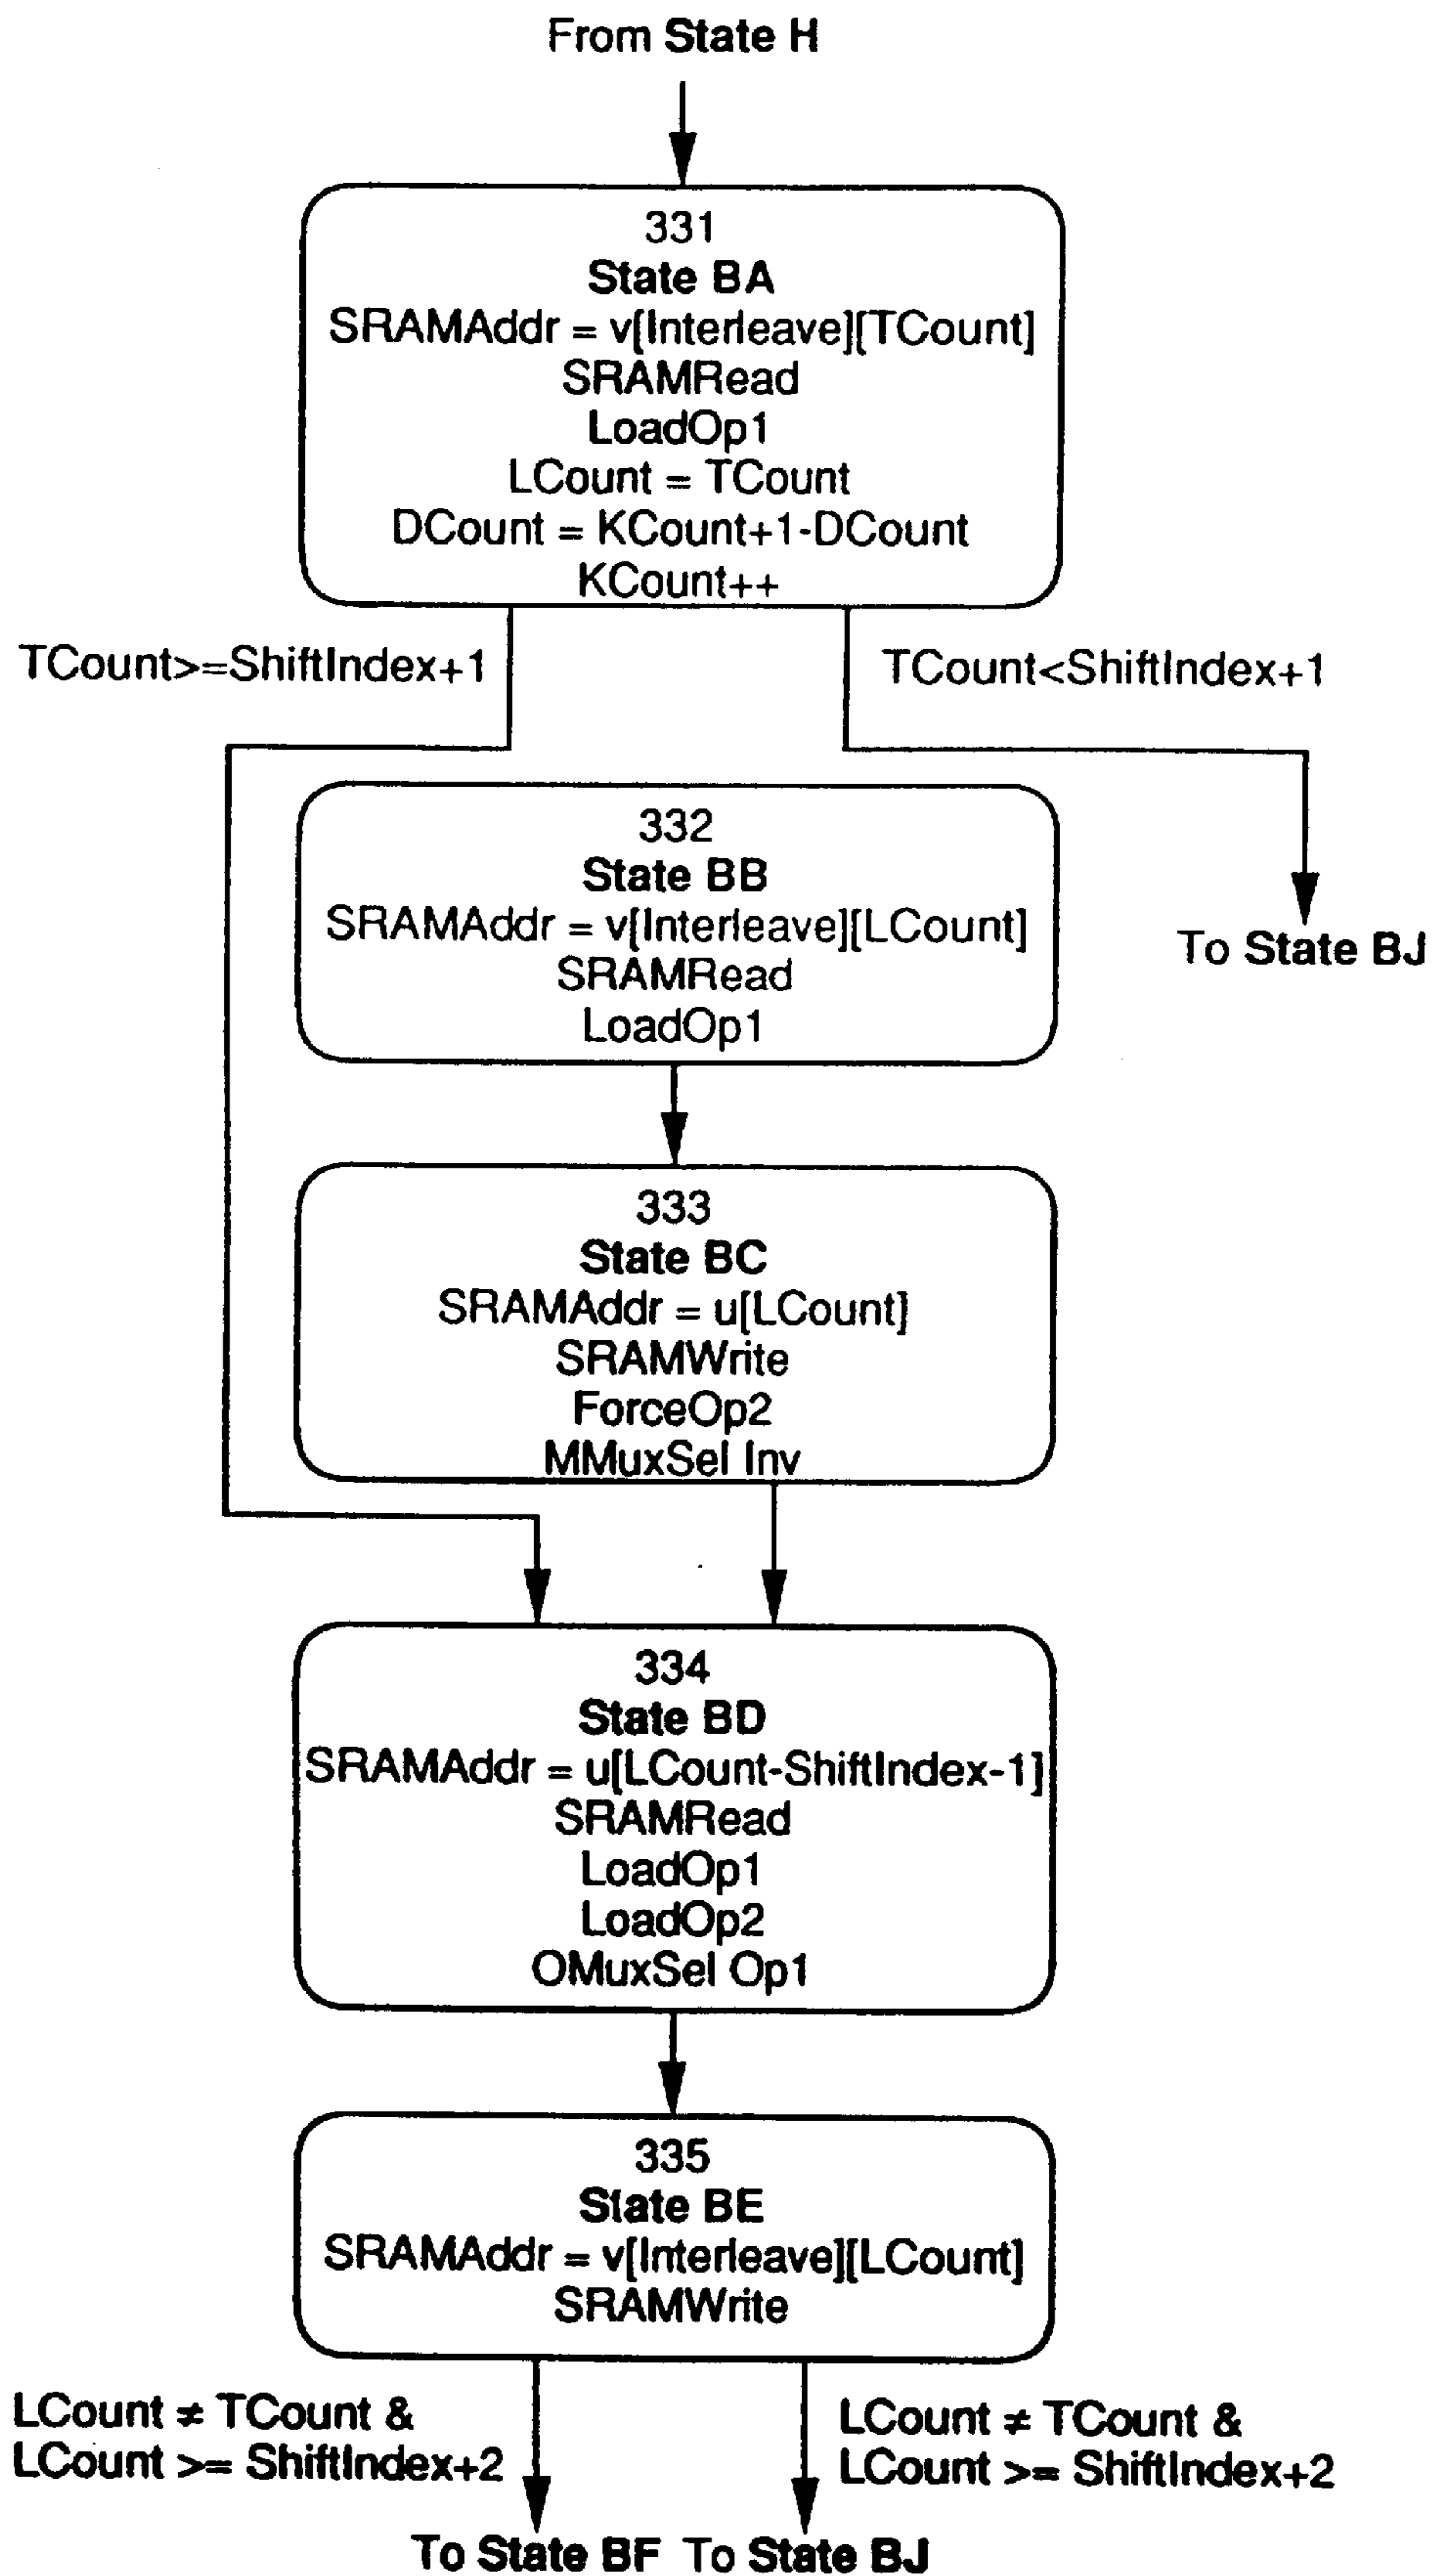 From State H
331
State BA
SRAMAddr = v[Interleave][TCount]
SRAMRead
LoadOp1
LCount = TCount
DCount = KCount+1-DCount
KCount++
TCount>=ShiftIndex+1
TCount<ShiftIndex+1
332
State BB
SRAMAddr = v[Interleave][LCount]
SRAMRead
LoadOp1
To State BJ
333
State BC
SRAMAddr = u[LCount]
SRAMWrite
ForceOp2
MMuxSel Inv
334
State BD
SRAMAddr = u[LCount-ShiftIndex-1]
SRAMRead
LoadOp1
LoadOp2
OMuxSel Op1
335
State BE
SRAMAddr = v[Interleave][LCount]
SRAMWrite
LCount ≠ TCount &
LCount >= ShiftIndex+2
LCount ≠ TCount &
LCount >= ShiftIndex+2
To State BF To State BJ